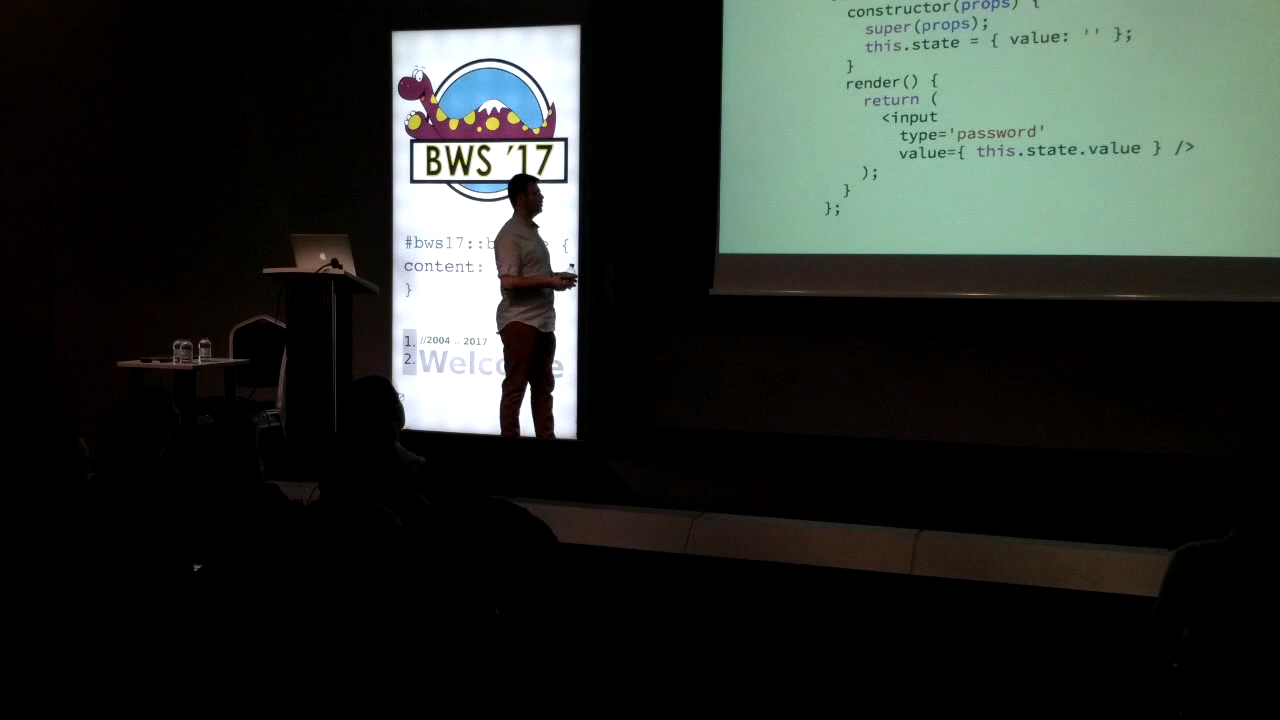 BWS '17
#bws17::b e {
content:
}
1. //2004 .. 2017
2. Welco e
constructor(props) {
super(props);
this.state = { value: '' };
}
render() {
return (
<input
type='password'
value={ this.state.value } />
);
}
};